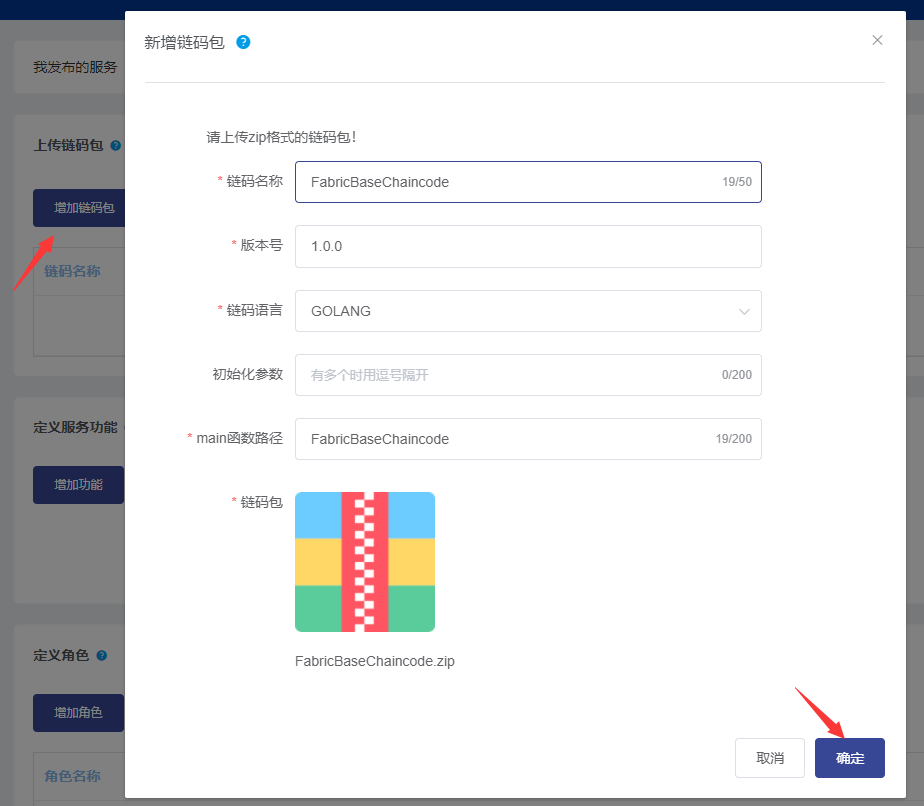 新增链码包 ?
我发布的服务
上传链码包 ?
增加链码包
链码名称
定义服务功能
增加功能
定义角色 ?
增加角色
角色名称
请上传zip格式的链码包!
* 链码名称 FabricBaseChaincode 19/50
* 版本号 1.0.0
* 链码语言 GOLANG
初始化参数 有多个时用逗号隔开 0/200
* main函数路径 FabricBaseChaincode 19/200
* 链码包
FabricBaseChaincode.zip
取消 确定